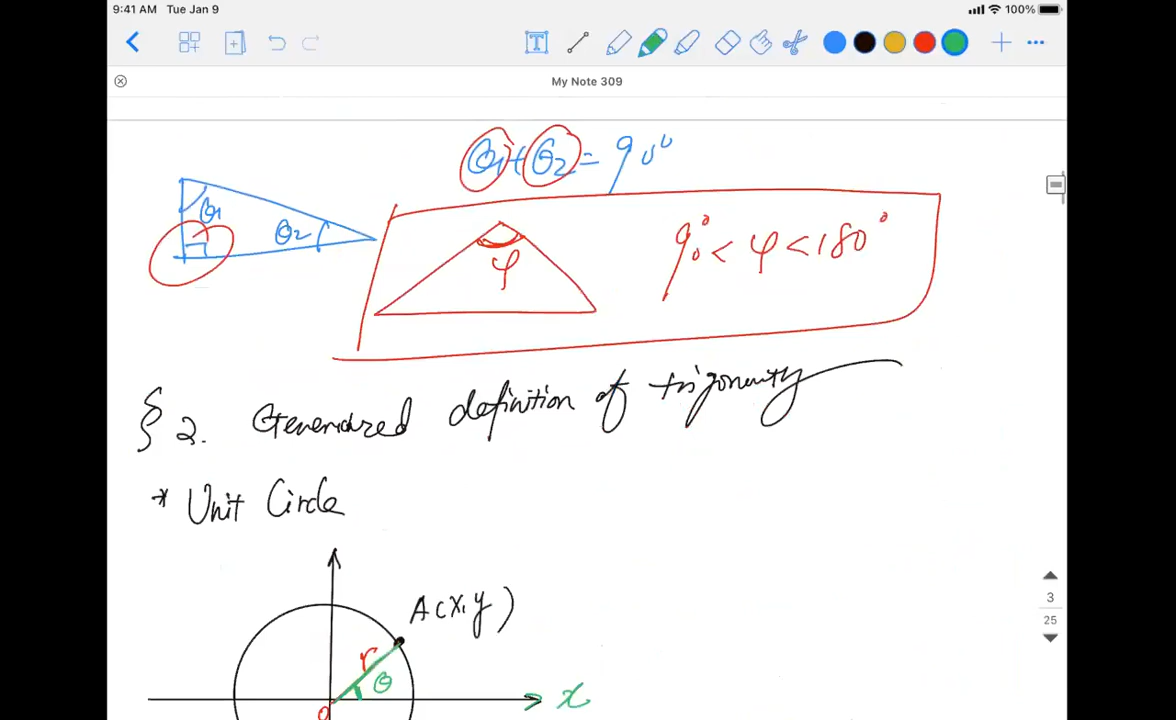 9:41 AM Tue Jan 9
100%
T
My Note 309
θ1+θ2=90°
θ1
θ2
φ
90°<φ<180°
§ 2. Generalized definition of trigonometry
* Unit Circle
A(x,y)
r
θ
x
0
3
25